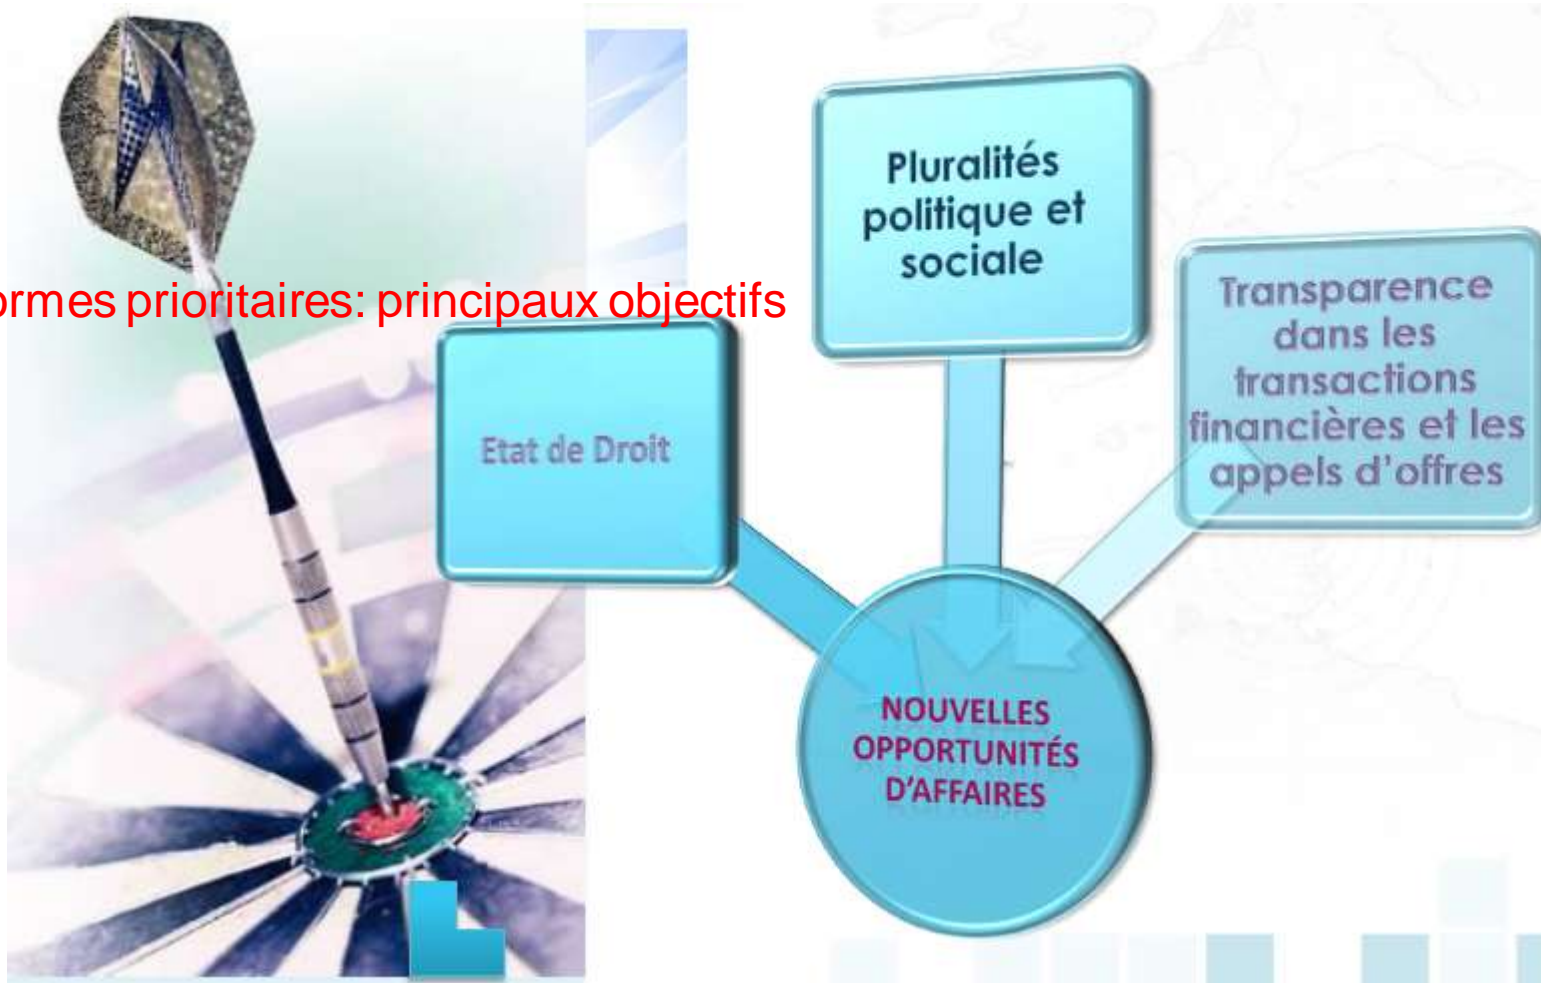 ormes prioritaires: principaux objectifs
Pluralités
politique et
sociale
Transparence
dans les
transactions
financières et les
appels d’offres
Etat de Droit
NOUVELLES
OPPORTUNITÉS
D’AFFAIRES